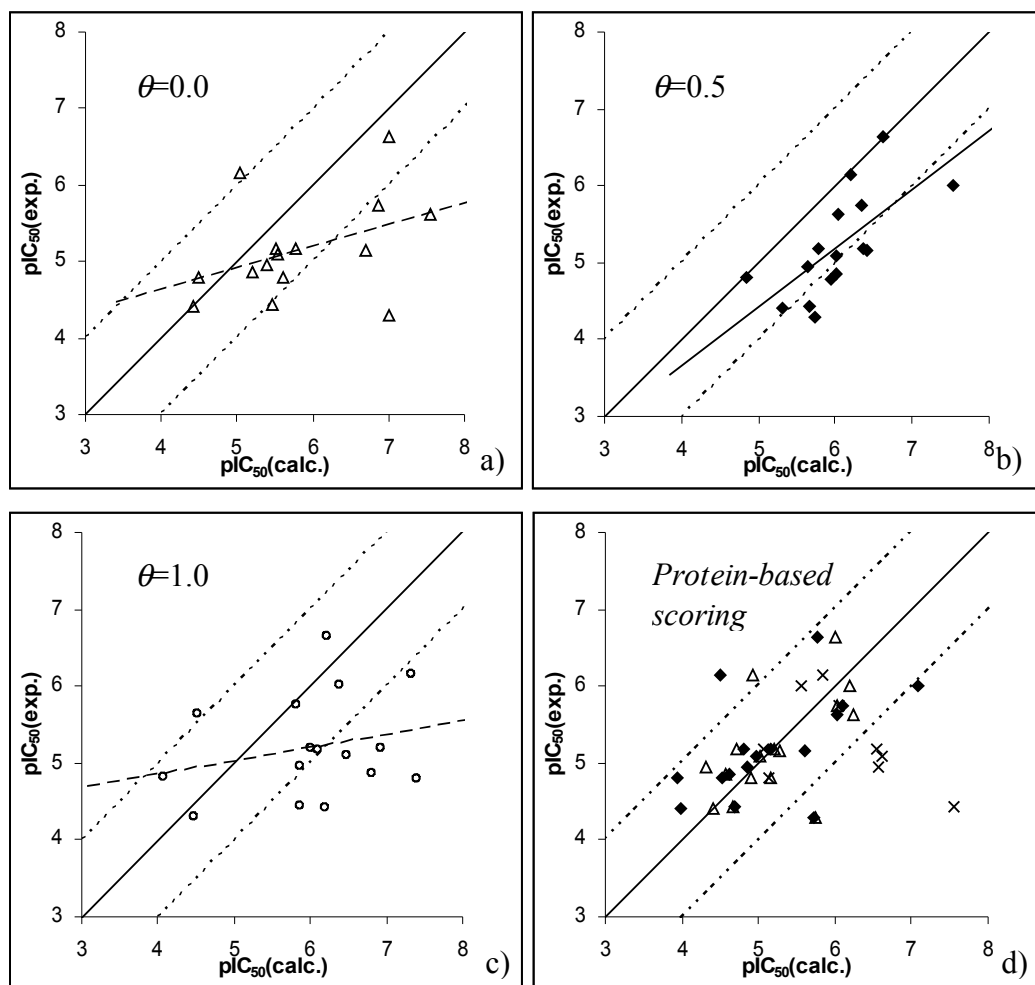 8
7
6
5
4
3
pIC50(exp.)
θ=0.0
3 4 5 6 7 8
pIC50(calc.)
a)
8
7
6
5
4
3
pIC50(exp.)
θ=0.5
3 4 5 6 7 8
pIC50(calc.)
b)
8
7
6
5
4
3
pIC50(exp.)
θ=1.0
3 4 5 6 7 8
pIC50(calc.)
c)
8
7
6
5
4
3
pIC50(exp.)
Protein-based
scoring
3 4 5 6 7 8
pIC50(calc.)
d)